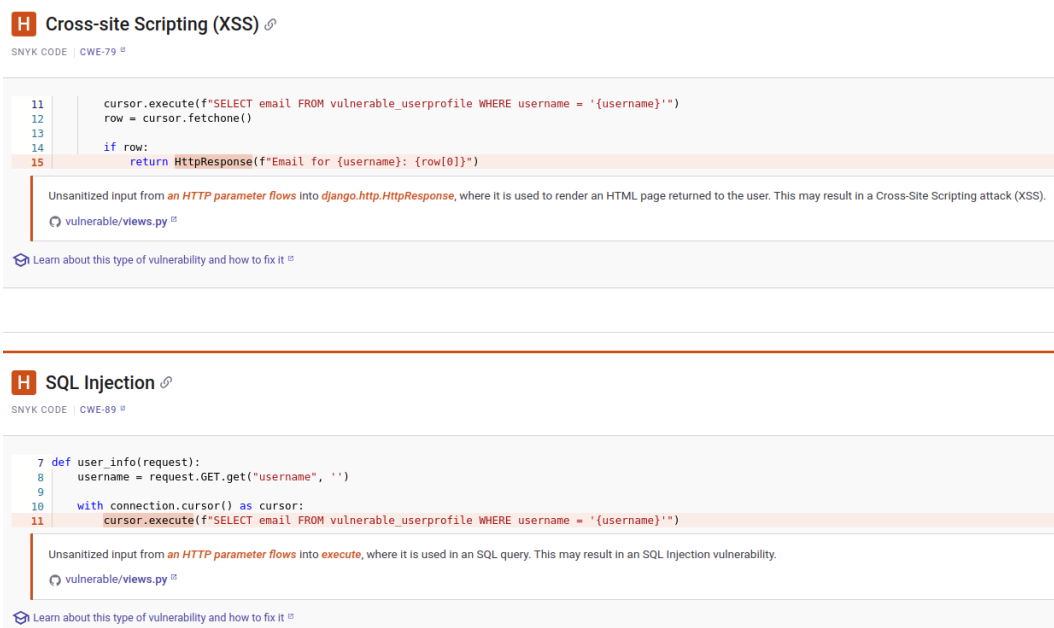 H Cross-site Scripting (XSS)
SNYK CODE | CWE-79
11 cursor.execute(f"SELECT email FROM vulnerable_userprofile WHERE username = '{username}'")
12 row = cursor.fetchone()
13
14 if row:
15 return HttpResponse(f"Email for {username}: {row[0]}")
Unsanitized input from an HTTP parameter flows into django.http.HttpResponse, where it is used to render an HTML page returned to the user. This may result in a Cross-Site Scripting attack (XSS).
vulnerable/views.py
Learn about this type of vulnerability and how to fix it
H SQL Injection
SNYK CODE | CWE-89
7 def user_info(request):
8 username = request.GET.get("username", '')
9
10 with connection.cursor() as cursor:
11 cursor.execute(f"SELECT email FROM vulnerable_userprofile WHERE username = '{username}'")
Unsanitized input from an HTTP parameter flows into execute, where it is used in an SQL query. This may result in an SQL Injection vulnerability.
vulnerable/views.py
Learn about this type of vulnerability and how to fix it